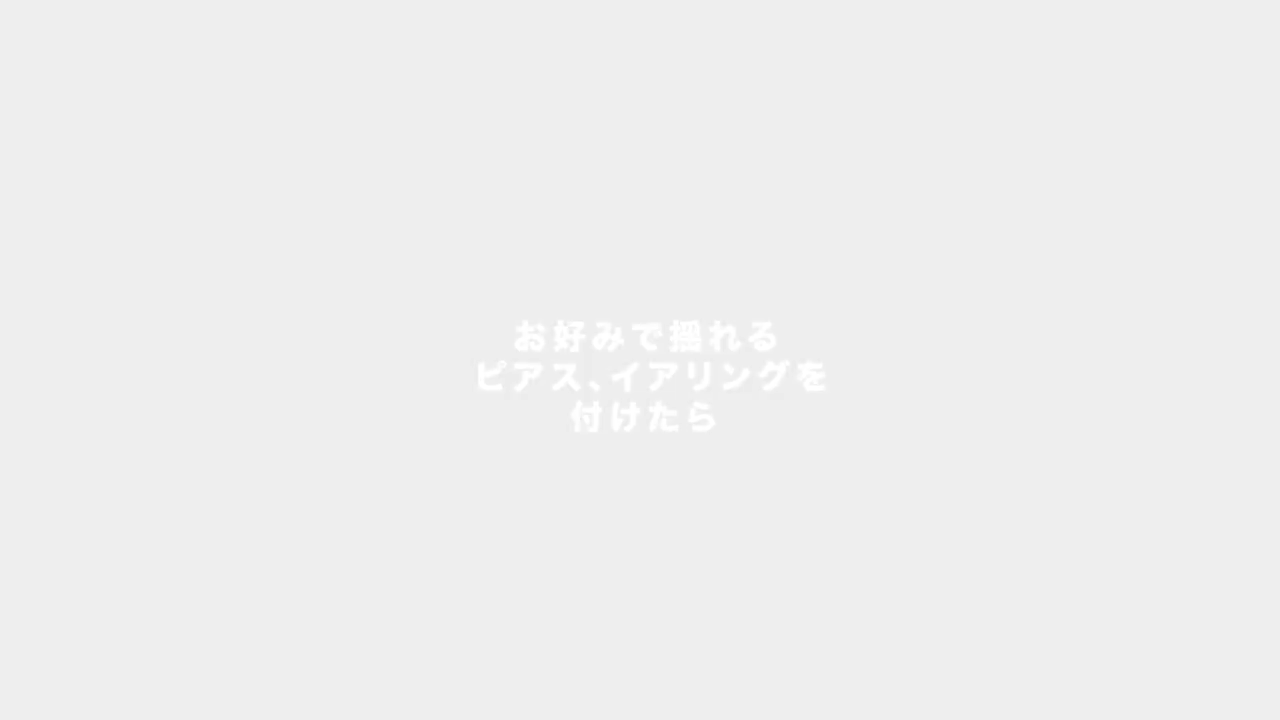 お好みで揺れる
ピアス、イアリングを
付けたら